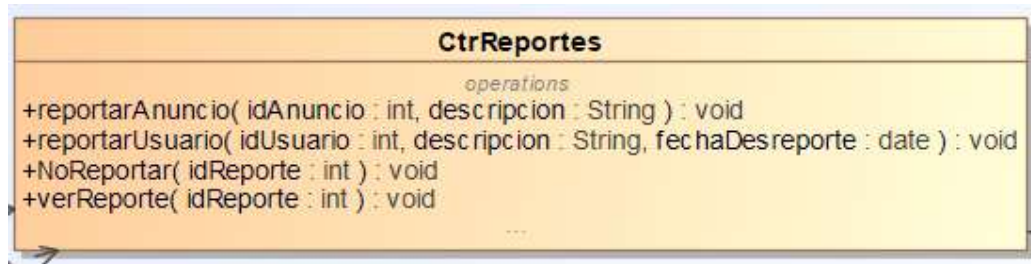 CtrReportes
operations
+reportarAnuncio( idAnuncio : int, descripcion : String ) : void
+reportarUsuario( idUsuario : int, descripcion : String, fechaDesreporte : date ) : void
+NoReportar( idReporte : int ) : void
+verReporte( idReporte : int ) : void
...